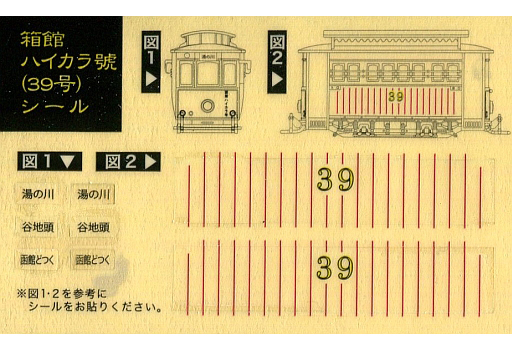 箱館
ハイカラ號
(39号)
シール
図1▶
図2▶
湯の川
39
図1▼
図2▶
湯の川
湯の川
谷地頭
谷地頭
函館どつく
函館どつく
39
39
※図1・2を参考に
シールをお貼りください。